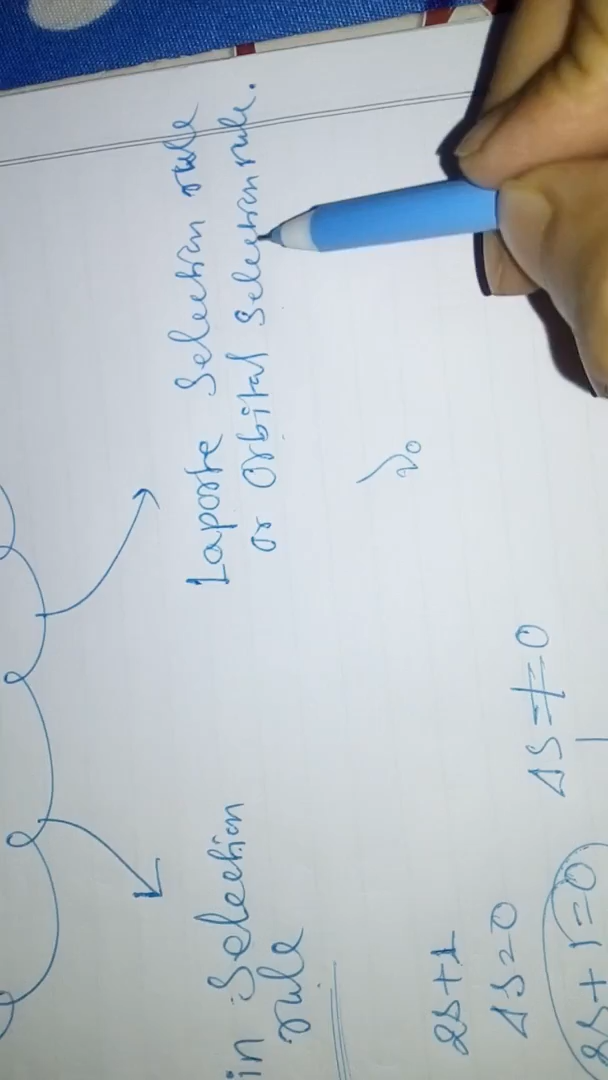 Laporte Selection rule
or Orbital Selection rule.
in Selection
rule
2s+1
ΔS=0
ΔS≠0
2s+1=0